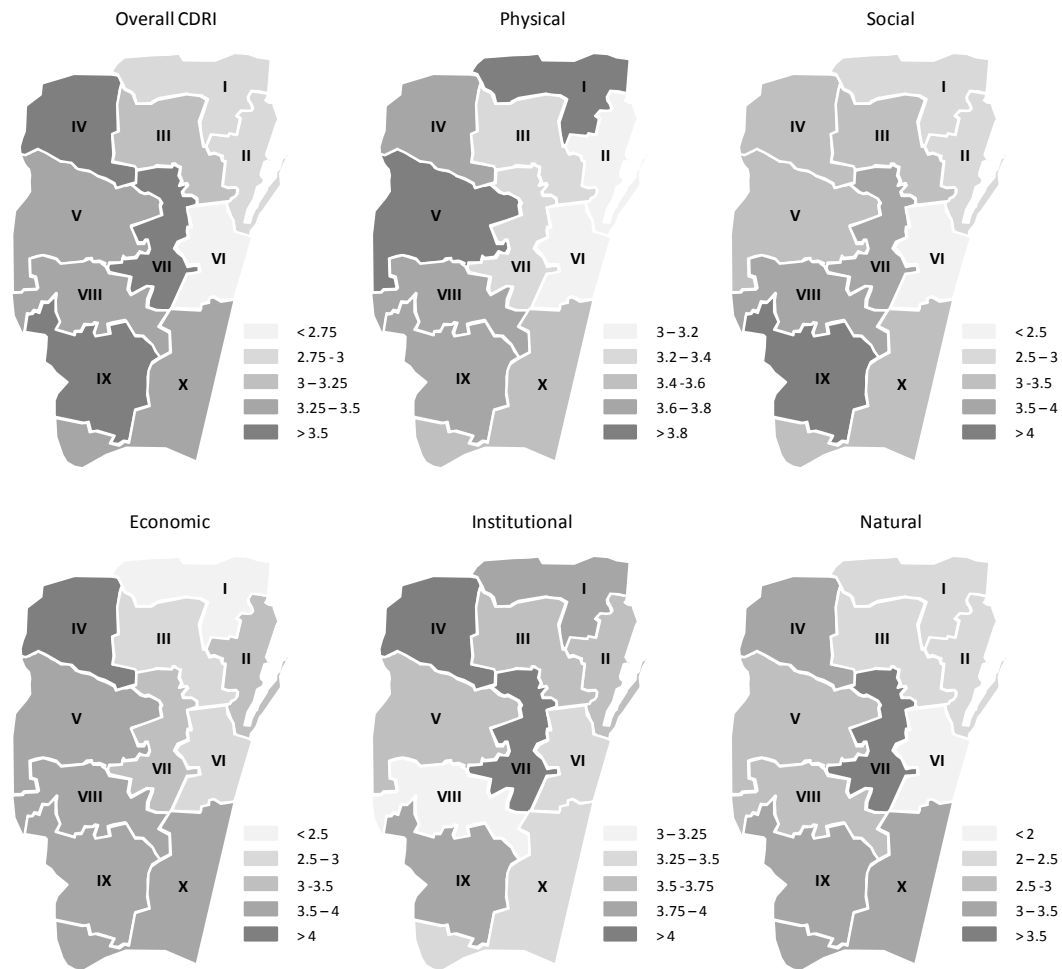 Overall CDRI
Physical
Social
I
II
III
IV
V
VI
VII
VIII
IX
X
< 2.75
2.75 - 3
3 – 3.25
3.25 – 3.5
> 3.5
I
II
III
IV
V
VI
VII
VIII
IX
X
3 – 3.2
3.2 – 3.4
3.4 -3.6
3.6 – 3.8
> 3.8
I
II
III
IV
V
VI
VII
VIII
IX
X
< 2.5
2.5 – 3
3 -3.5
3.5 – 4
> 4
Economic
Institutional
Natural
I
II
III
IV
V
VI
VII
VIII
IX
X
< 2.5
2.5 – 3
3 -3.5
3.5 – 4
> 4
I
II
III
IV
V
VI
VII
VIII
IX
X
3 – 3.25
3.25 – 3.5
3.5 -3.75
3.75 – 4
> 4
I
II
III
IV
V
VI
VII
VIII
IX
X
< 2
2 – 2.5
2.5 – 3
3 – 3.5
> 3.5